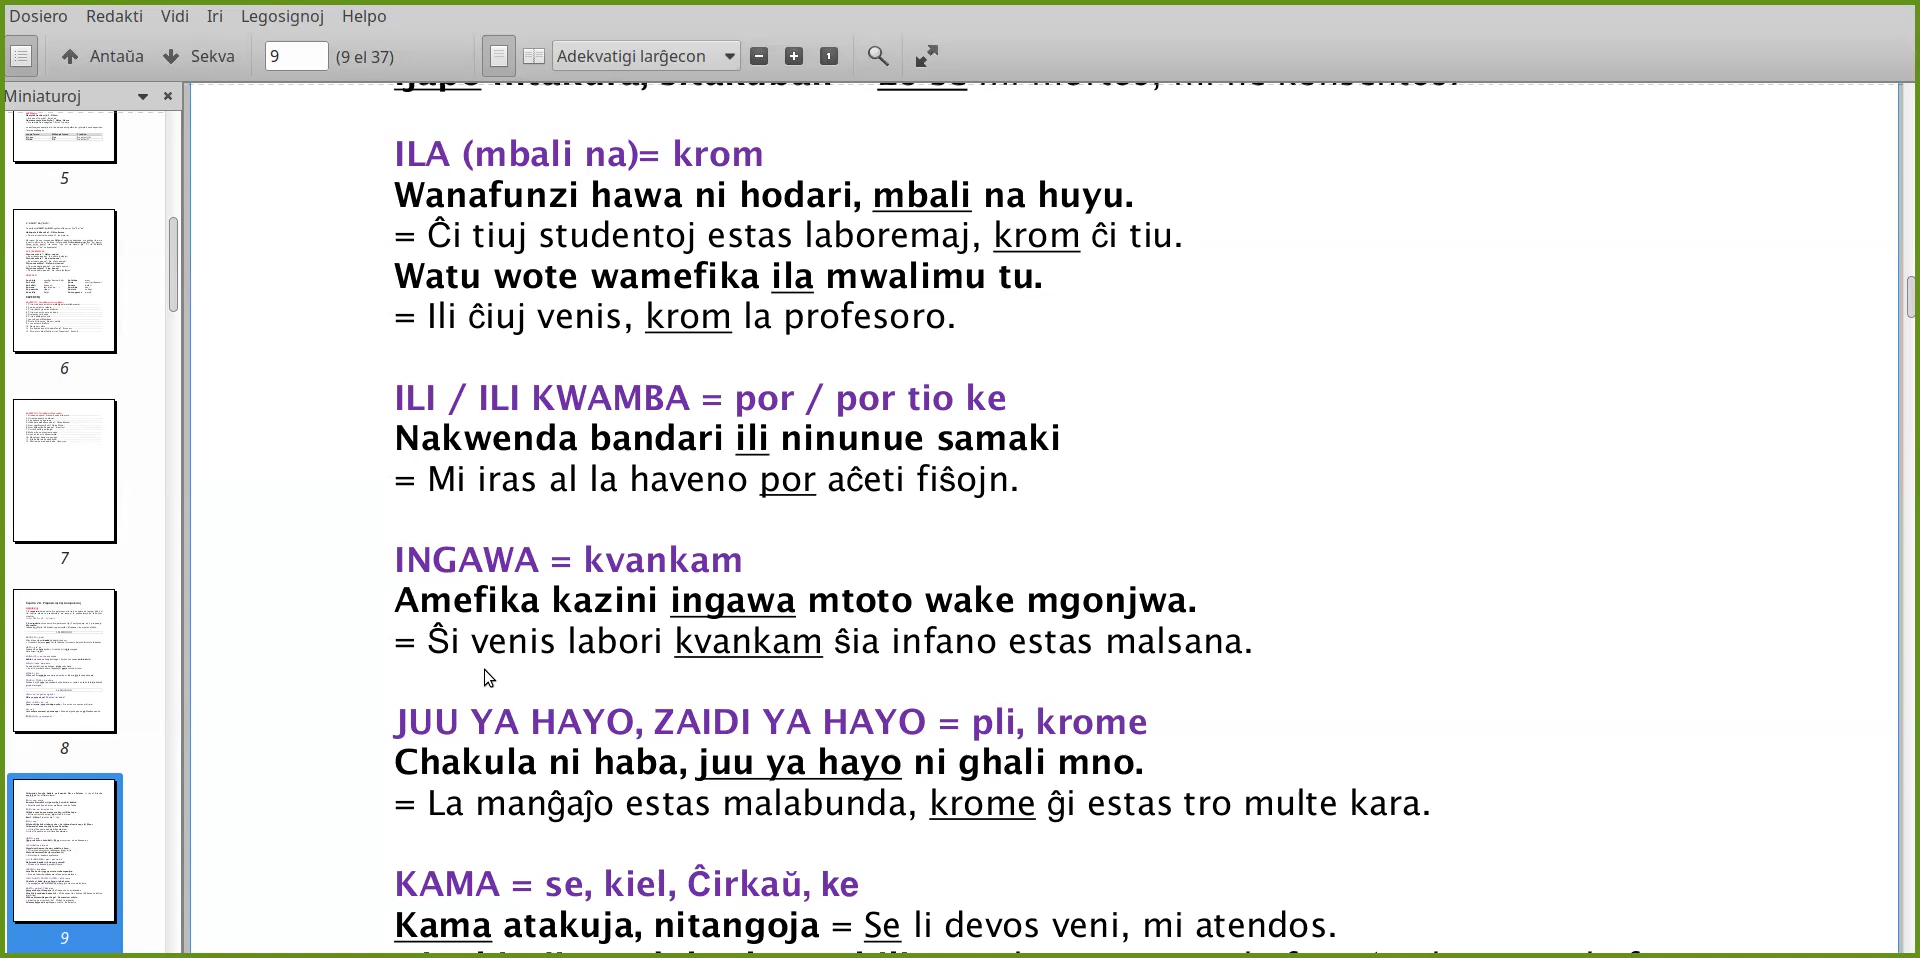 Dosiero Redakti Vidi Iri Legosignoj Helpo
Antaŭa Sekva 9 (9 el 37) Adekvatigi larĝecon
Miniaturoj
5
6
7
8
9
ILA (mbali na)= krom
Wanafunzi hawa ni hodari, mbali na huyu.
= Ĉi tiuj studentoj estas laboremaj, krom ĉi tiu.
Watu wote wamefika ila mwalimu tu.
= Ili ĉiuj venis, krom la profesoro.
ILI / ILI KWAMBA = por / por tio ke
Nakwenda bandari ili ninunue samaki
= Mi iras al la haveno por aĉeti fiŝojn.
INGAWA = kvankam
Amefika kazini ingawa mtoto wake mgonjwa.
= Ŝi venis labori kvankam ŝia infano estas malsana.
JUU YA HAYO, ZAIDI YA HAYO = pli, krome
Chakula ni haba, juu ya hayo ni ghali mno.
= La manĝaĵo estas malabunda, krome ĝi estas tro multe kara.
KAMA = se, kiel, Ĉirkaŭ, ke
Kama atakuja, nitangoja = Se li devos veni, mi atendos.